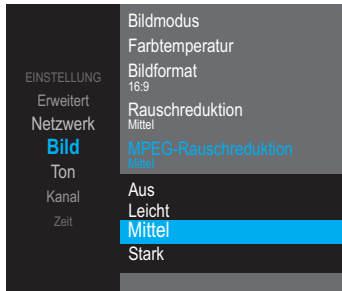 EINSTELLUNG
Erweitert
Netzwerk
Bild
Ton
Kanal
Zeit
Bildmodus
Farbtemperatur
Bildformat
16:9
Rauschreduktion
Mittel
MPEG-Rauschreduktion
Mittel
Aus
Leicht
Mittel
Stark